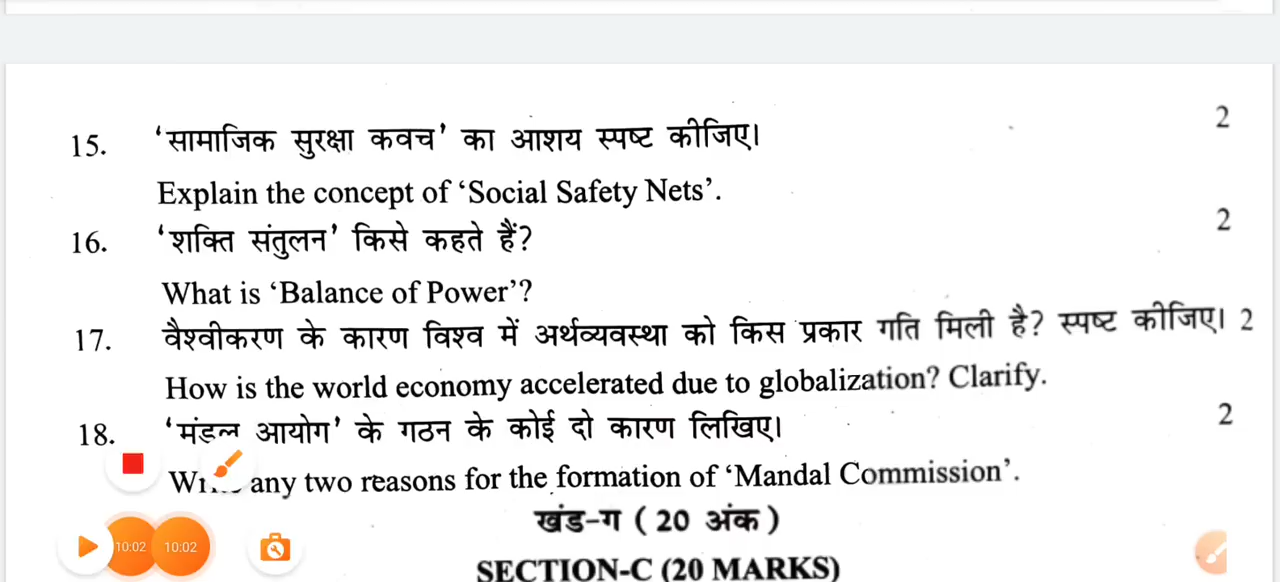 15. ‘सामाजिक सुरक्षा कवच’ का आशय स्पष्ट कीजिए। 2
Explain the concept of ‘Social Safety Nets’.
16. ‘शक्ति संतुलन’ किसे कहते हैं? 2
What is ‘Balance of Power’?
17. वैश्वीकरण के कारण विश्व में अर्थव्यवस्था को किस प्रकार गति मिली है? स्पष्ट कीजिए। 2
How is the world economy accelerated due to globalization? Clarify.
18. ‘मंडल आयोग’ के गठन के कोई दो कारण लिखिए। 2
any two reasons for the formation of ‘Mandal Commission’.
खंड-ग ( 20 अंक )
10:02 10:02
SECTION-C (20 MARKS)